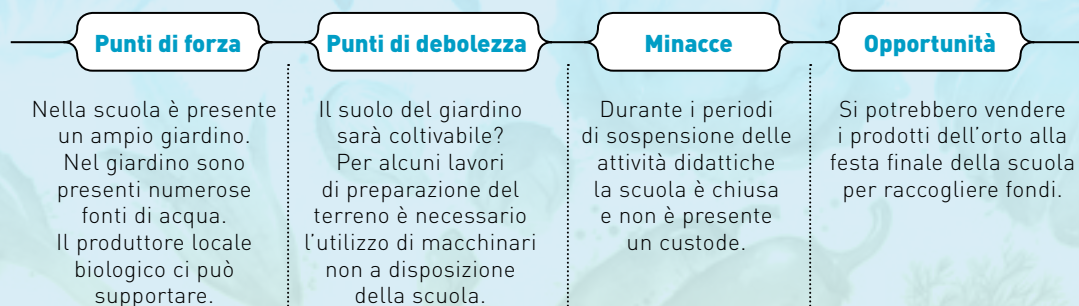 Punti di forza
Nella scuola è presente
un ampio giardino.
Nel giardino sono
presenti numerose
fonti di acqua.
Il produttore locale
biologico ci può
supportare.
Punti di debolezza
Il suolo del giardino
sarà coltivabile?
Per alcuni lavori
di preparazione del
terreno è necessario
l'utilizzo di macchinari
non a disposizione
della scuola.
Minacce
Durante i periodi
di sospensione delle
attività didattiche
la scuola è chiusa
e non è presente
un custode.
Opportunità
Si potrebbero vendere
i prodotti dell'orto alla
festa finale della scuola
per raccogliere fondi.